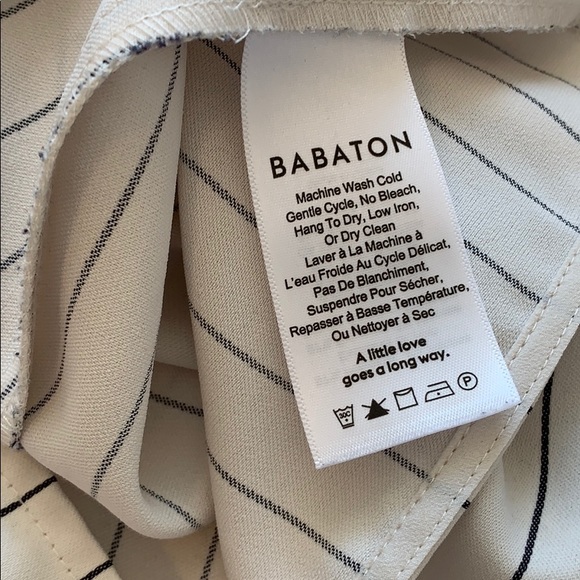 BABATON
Machine Wash Cold
Gentle Cycle, No Bleach,
Hang To Dry, Low Iron,
Or Dry Clean
Laver à La Machine à
L'eau Froide Au Cycle Délicat,
Pas De Blanchiment,
Suspendre Pour Sécher,
Repasser à Basse Température,
Ou Nettoyer à Sec
A little love
goes a long way.
30C P